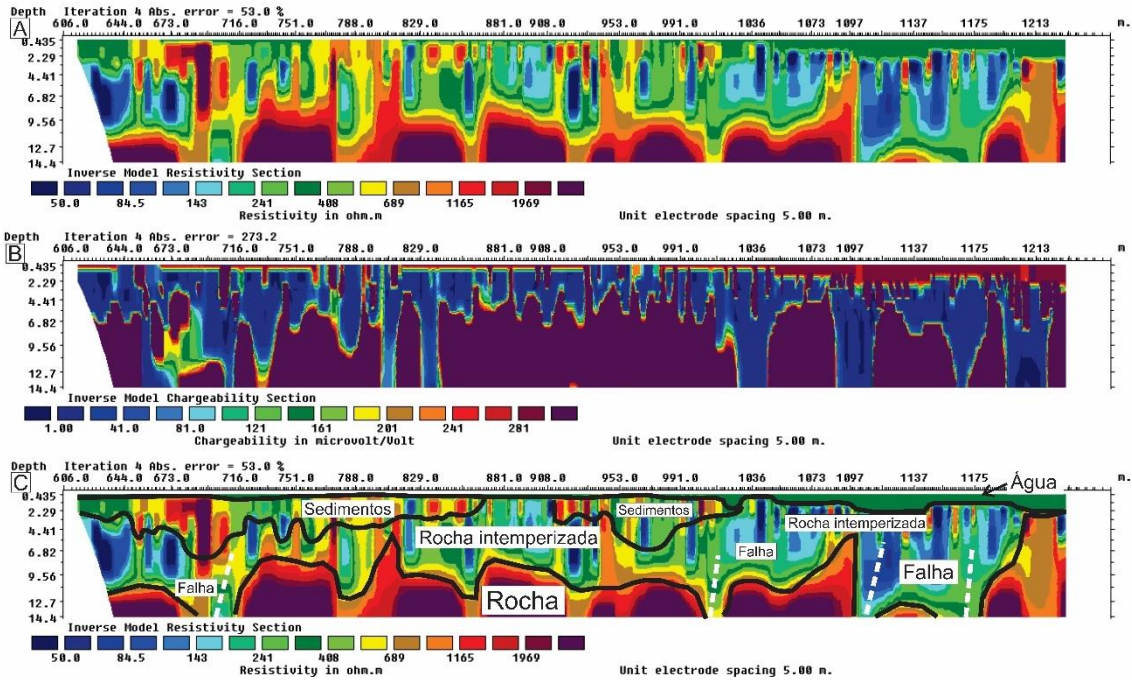 A
Depth Iteration 4 Abs. error = 53.0 %
606.0 644.0 673.0 716.0 751.0 788.0 829.0 866.0 908.0 953.0 991.0 1036 1073 1097 1137 1175 1213 m.
0.435
2.29
4.41
6.82
9.56
12.7
14.4
Inverse Model Resistivity Section
50.0 84.5 143 241 408 689 1165 1969
Resistivity in ohm.m
Unit electrode spacing 5.00 m.
B
Depth Iteration 4 Abs. error = 273.2
606.0 644.0 673.0 716.0 751.0 788.0 829.0 866.0 908.0 953.0 991.0 1036 1073 1097 1137 1175 1213 m
0.435
2.29
4.41
6.82
9.56
12.7
14.4
Inverse Model Chargeability Section
1.00 41.0 81.0 121 161 201 241 281
Chargeability in microvolt/Volt
Unit electrode spacing 5.00 m.
C
Depth Iteration 4 Abs. error = 53.0 %
606.0 644.0 673.0 716.0 751.0 788.0 829.0 866.0 908.0 953.0 991.0 1036 1073 1097 1137 1175 m.
Água
0.435
2.29
4.41
6.82
9.56
12.7
14.4
Sedimentos
Sedimentos
Rocha intemperizada
Rocha intemperizada
Falha
Falha
Falha
Rocha
Inverse Model Resistivity Section
50.0 84.5 143 241 408 689 1165 1969
Resistivity in ohm.m
Unit electrode spacing 5.00 m.